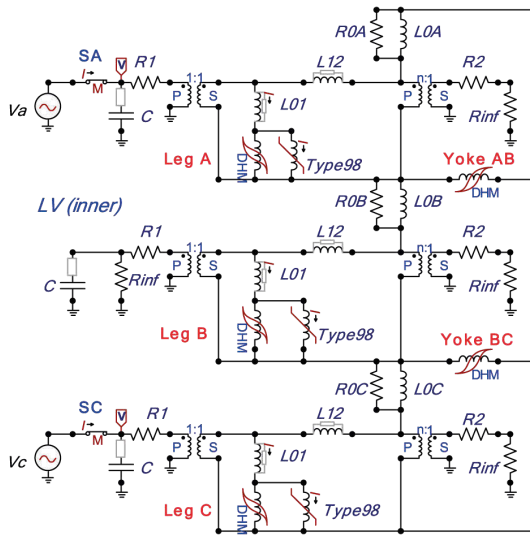 R0A L0A
SA V R1 1:1 L12 n:1 R2
I M P S P S
Va C L01 I Rinf
Leg A DHM Type98 Yoke AB
LV (inner) R0B L0B DHM
R1 1:1 L12 n:1 R2
P S P S
C Rinf L01 I Rinf
Leg B DHM Type98 Yoke BC
R0C L0C DHM
SC V R1 1:1 L12 n:1 R2
I M P S P S
Vc C L01 I Rinf
Leg C DHM Type98